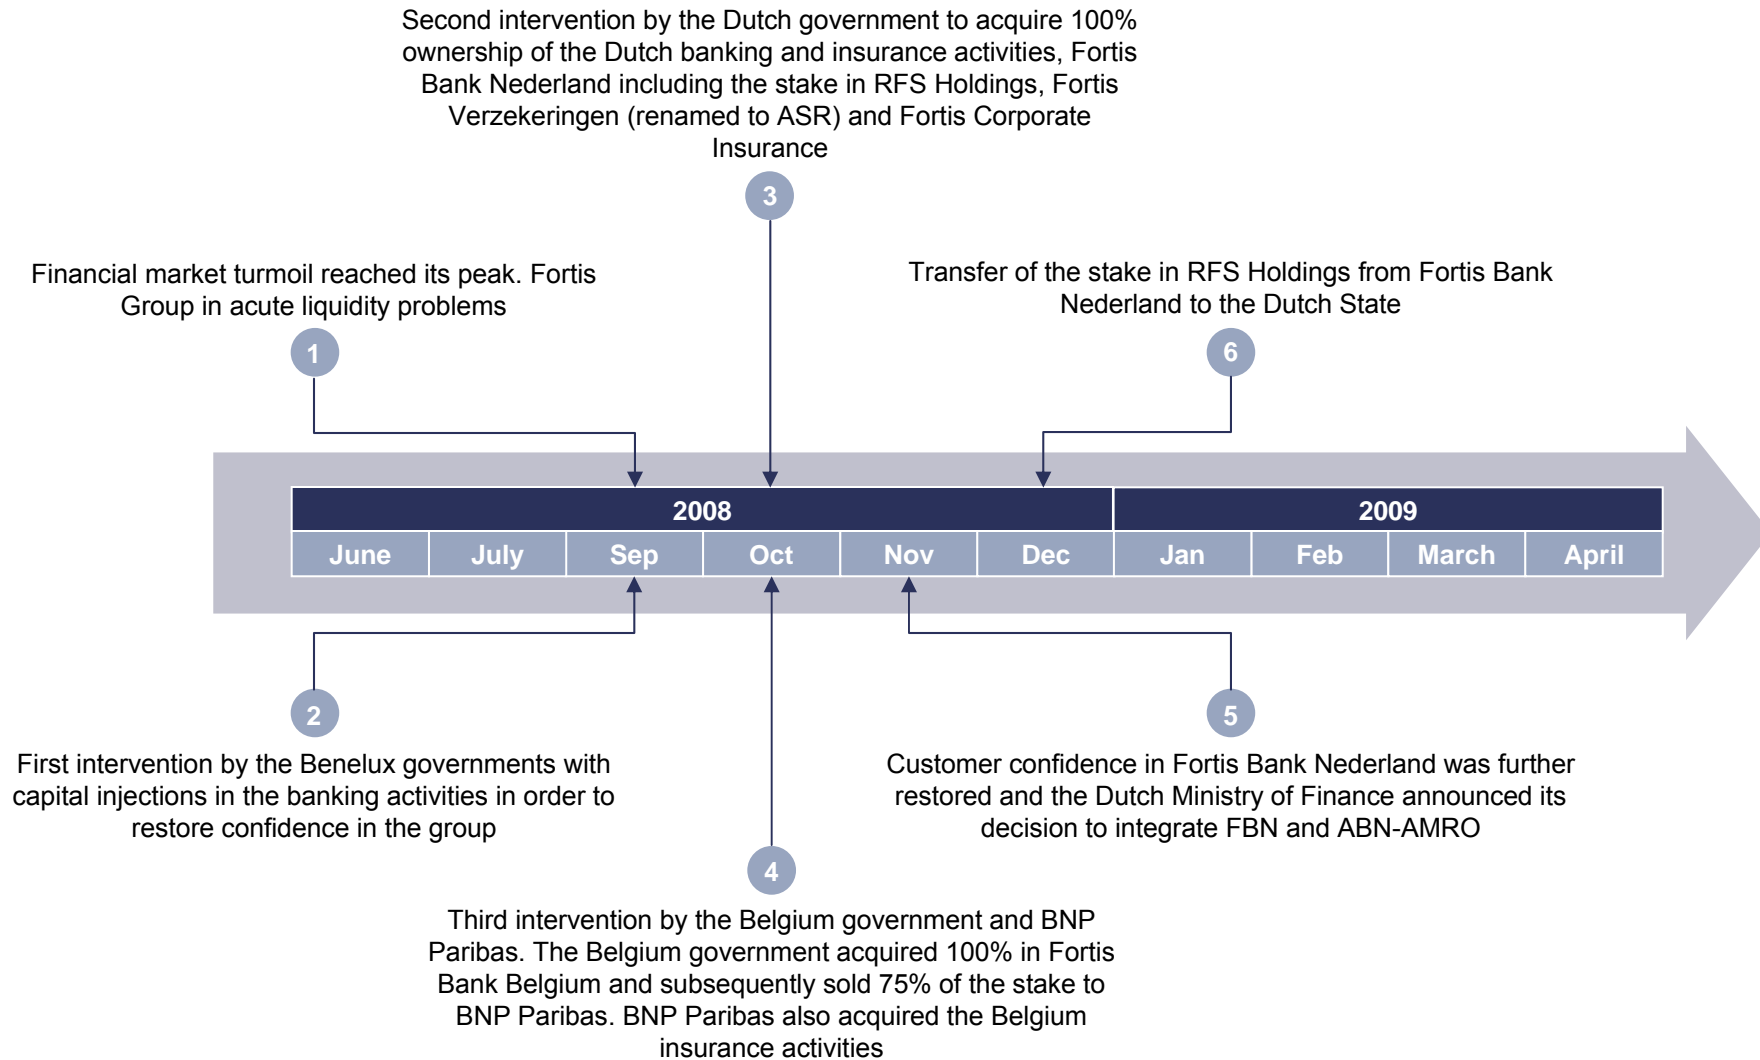 Second intervention by the Dutch government to acquire 100%
ownership of the Dutch banking and insurance activities, Fortis
Bank Nederland including the stake in RFS Holdings, Fortis
Verzekeringen (renamed to ASR) and Fortis Corporate
Insurance
3
Financial market turmoil reached its peak. Fortis
Group in acute liquidity problems
1
Transfer of the stake in RFS Holdings from Fortis Bank
Nederland to the Dutch State
6
2008 2009
June July Sep Oct Nov Dec Jan Feb March April
2
First intervention by the Benelux governments with
capital injections in the banking activities in order to
restore confidence in the group
5
Customer confidence in Fortis Bank Nederland was further
restored and the Dutch Ministry of Finance announced its
decision to integrate FBN and ABN-AMRO
4
Third intervention by the Belgium government and BNP
Paribas. The Belgium government acquired 100% in Fortis
Bank Belgium and subsequently sold 75% of the stake to
BNP Paribas. BNP Paribas also acquired the Belgium
insurance activities